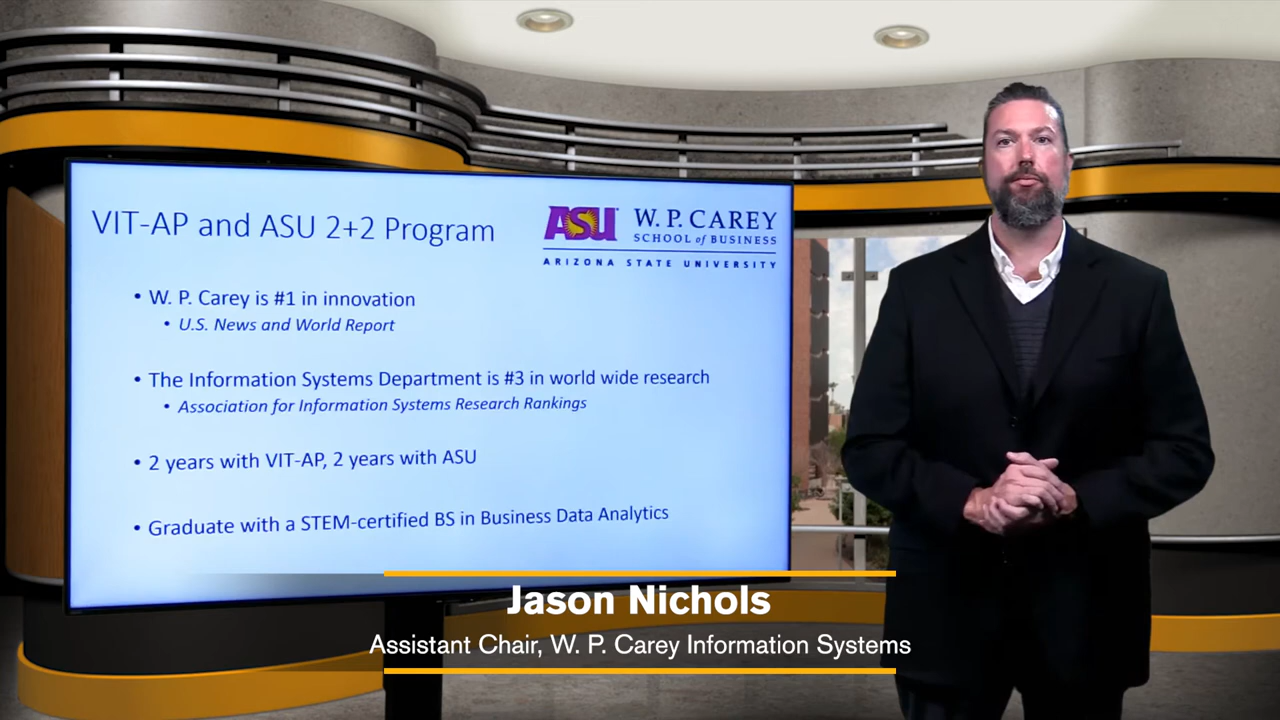 VIT-AP and ASU 2+2 Program
ASU W. P. CAREY
SCHOOL of BUSINESS
ARIZONA STATE UNIVERSITY
• W. P. Carey is #1 in innovation
• U.S. News and World Report
• The Information Systems Department is #3 in world wide research
• Association for Information Systems Research Rankings
• 2 years with VIT-AP, 2 years with ASU
• Graduate with a STEM-certified BS in Business Data Analytics
Jason Nichols
Assistant Chair, W. P. Carey Information Systems